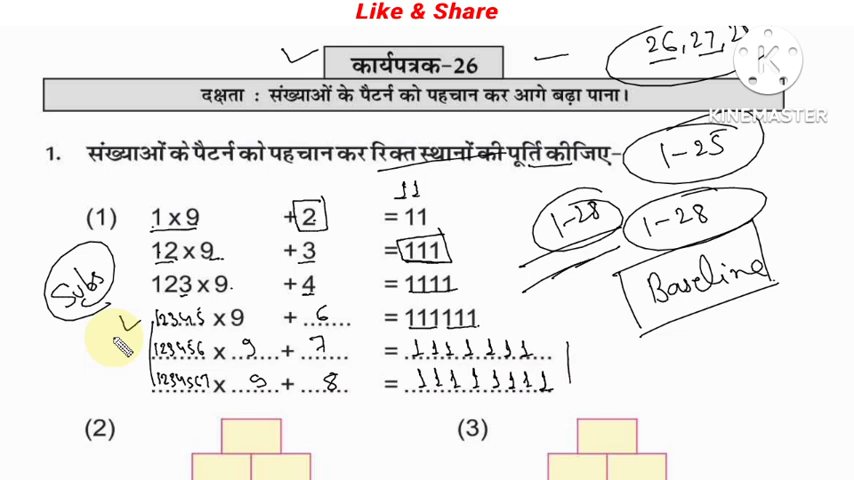 Like & Share
26, 27, 2
KINEMASTER
कार्यपत्रक-26
दक्षता : संख्याओं के पैटर्न को पहचान कर आगे बढ़ा पाना।
1. संख्याओं के पैटर्न को पहचान कर रिक्त स्थानों की पूर्ति कीजिए-
1-25
11
(1) 1 x 9 + 2 = 11
1-28
1-28
12 x 9 + 3 = 111
Subs
123 x 9 + 4 = 1111
Baseline
12345 x 9 + 6 = 111111
123456 x 9 + 7 = 1111111
1234567 x 9 + 8 = 11111111
(2) (3)